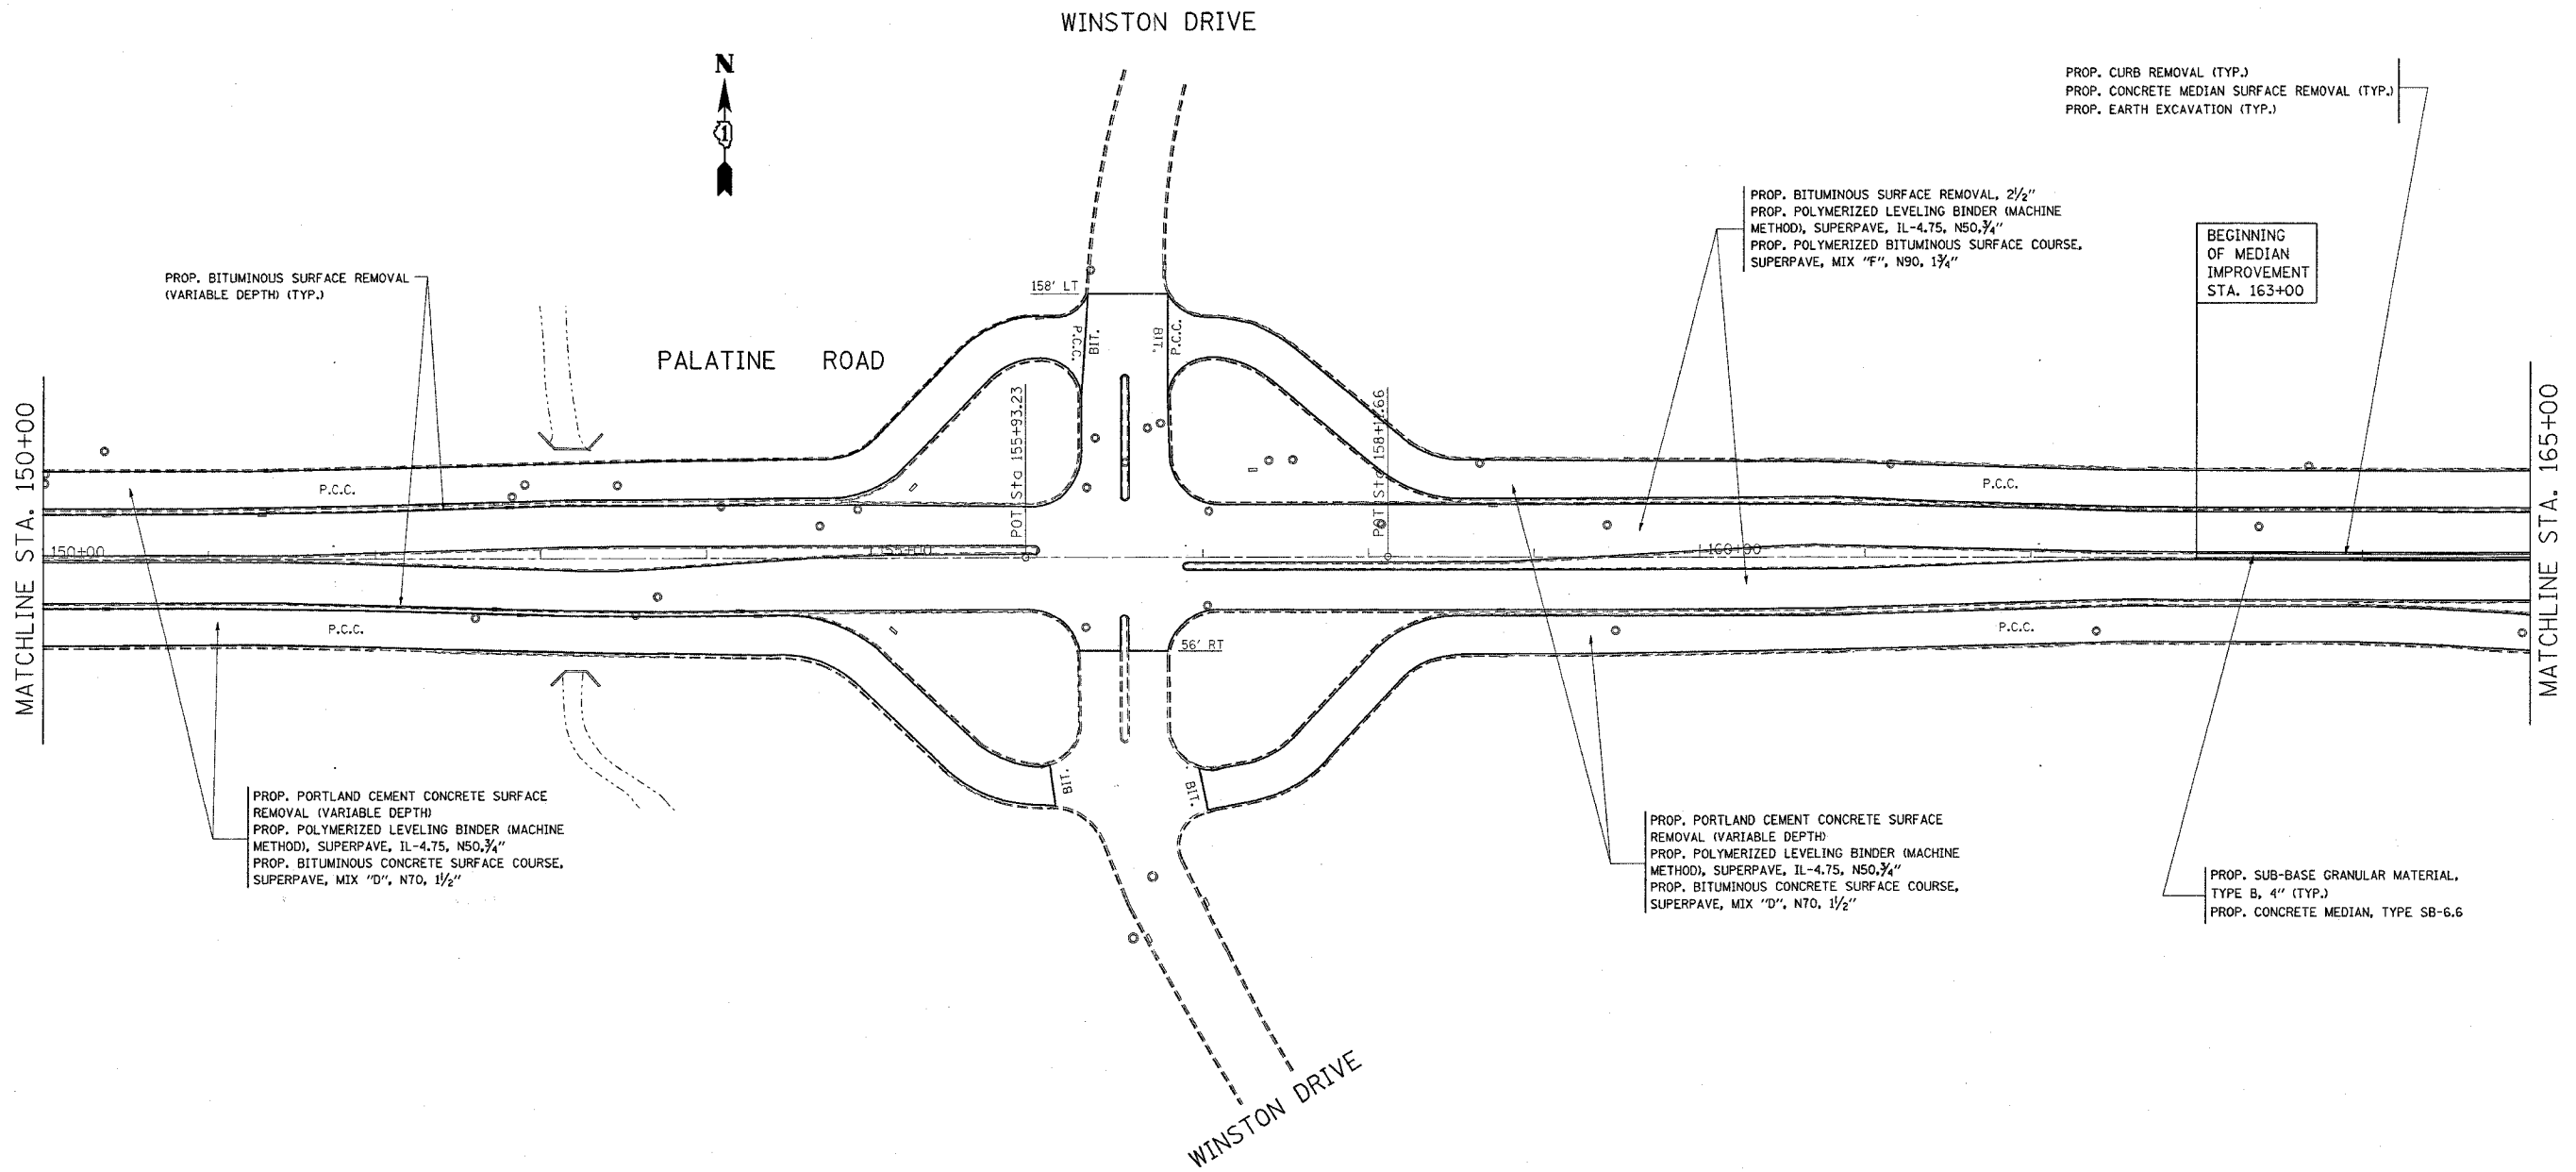 WINSTON DRIVE
N
1
PROP. CURB REMOVAL (TYP.)
PROP. CONCRETE MEDIAN SURFACE REMOVAL (TYP.)
PROP. EARTH EXCAVATION (TYP.)
PROP. BITUMINOUS SURFACE REMOVAL, 2½"
PROP. POLYMERIZED LEVELING BINDER (MACHINE
METHOD), SUPERPAVE, IL-4.75, N50,¾"
PROP. POLYMERIZED BITUMINOUS SURFACE COURSE,
SUPERPAVE, MIX "F", N90, 1¾"
BEGINNING
OF MEDIAN
IMPROVEMENT
STA. 163+00
PROP. BITUMINOUS SURFACE REMOVAL
(VARIABLE DEPTH) (TYP.)
158' LT
P.C.C.
BIT.
BIT.
P.C.C.
PALATINE ROAD
MATCHLINE STA. 150+00
MATCHLINE STA. 165+00
POT Sta 155+93.23
P.C.C.
P.C.C.
150+00
155+00
160+00
P.C.C.
P.C.C.
56' RT
BIT.
BIT.
PROP. PORTLAND CEMENT CONCRETE SURFACE
REMOVAL (VARIABLE DEPTH)
PROP. POLYMERIZED LEVELING BINDER (MACHINE
METHOD), SUPERPAVE, IL-4.75, N50,¾"
PROP. BITUMINOUS CONCRETE SURFACE COURSE,
SUPERPAVE, MIX "D", N70, 1½"
PROP. PORTLAND CEMENT CONCRETE SURFACE
REMOVAL (VARIABLE DEPTH)
PROP. POLYMERIZED LEVELING BINDER (MACHINE
METHOD), SUPERPAVE, IL-4.75, N50,¾"
PROP. BITUMINOUS CONCRETE SURFACE COURSE,
SUPERPAVE, MIX "D", N70, 1½"
PROP. SUB-BASE GRANULAR MATERIAL,
TYPE B, 4" (TYP.)
PROP. CONCRETE MEDIAN, TYPE SB-6.6
WINSTON DRIVE